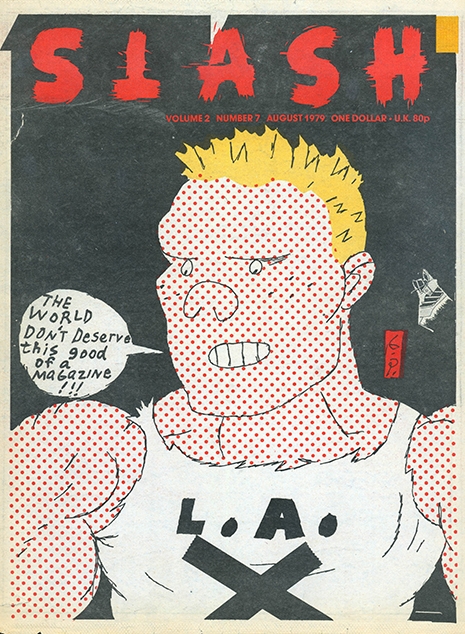 SLASH
VOLUME 2 NUMBER 7 AUGUST 1979. ONE DOLLAR - U.K. 80p
THE
WORLD
DON'T Deserve
this good
of a
MAGAZINE
!!!
G.P.
L.A.
X